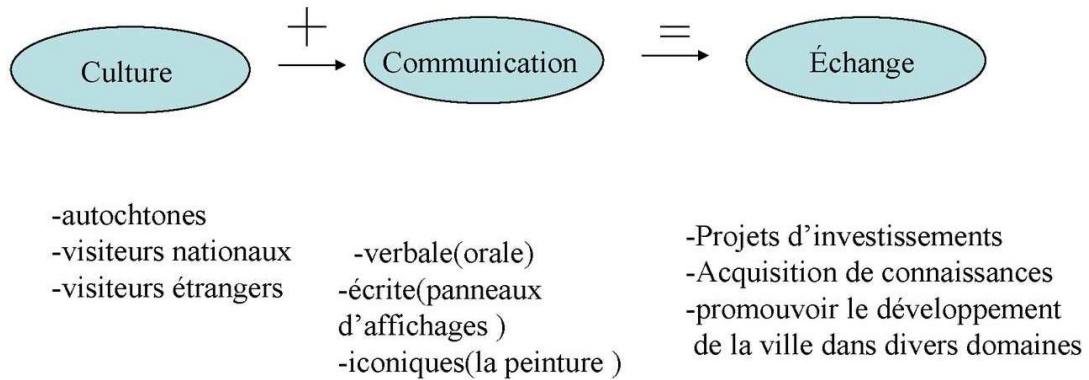 Culture
+
Communication
=
Échange
-autochtones
-visiteurs nationaux
-visiteurs étrangers
-verbale(orale)
-écrite(panneaux
d’affichages )
-iconiques(la peinture )
-Projets d’investissements
-Acquisition de connaissances
-promouvoir le développement
de la ville dans divers domaines